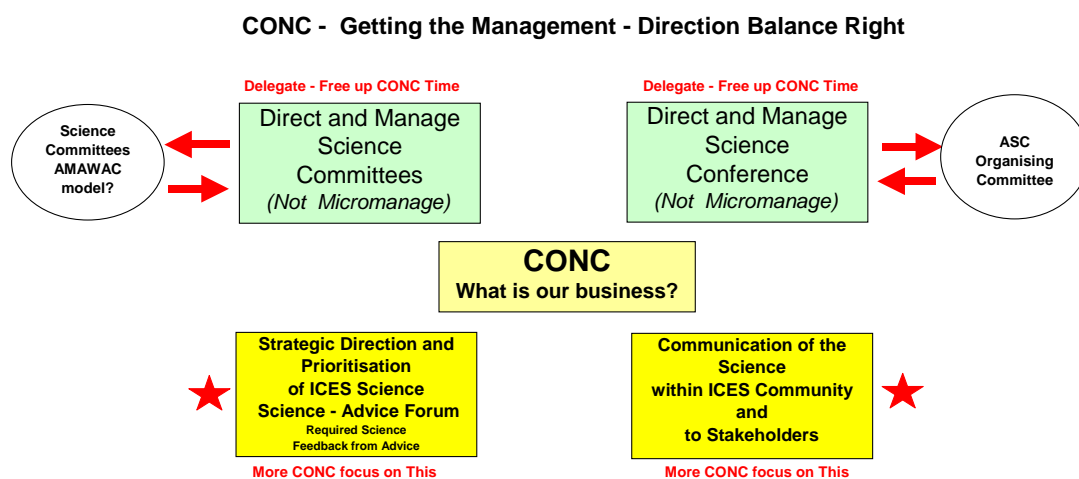 CONC - Getting the Management - Direction Balance Right
Delegate - Free up CONC Time
Direct and Manage
Science
Committees
(Not Micromanage)
Science
Committees
AMAWAC
model?
Delegate - Free up CONC Time
Direct and Manage
Science
Conference
(Not Micromanage)
ASC
Organising
Committee
CONC
What is our business?
Strategic Direction and
Prioritisation
of ICES Science
Science - Advice Forum
Required Science
Feedback from Advice
More CONC focus on This
Communication of the
Science
within ICES Community
and
to Stakeholders
More CONC focus on This